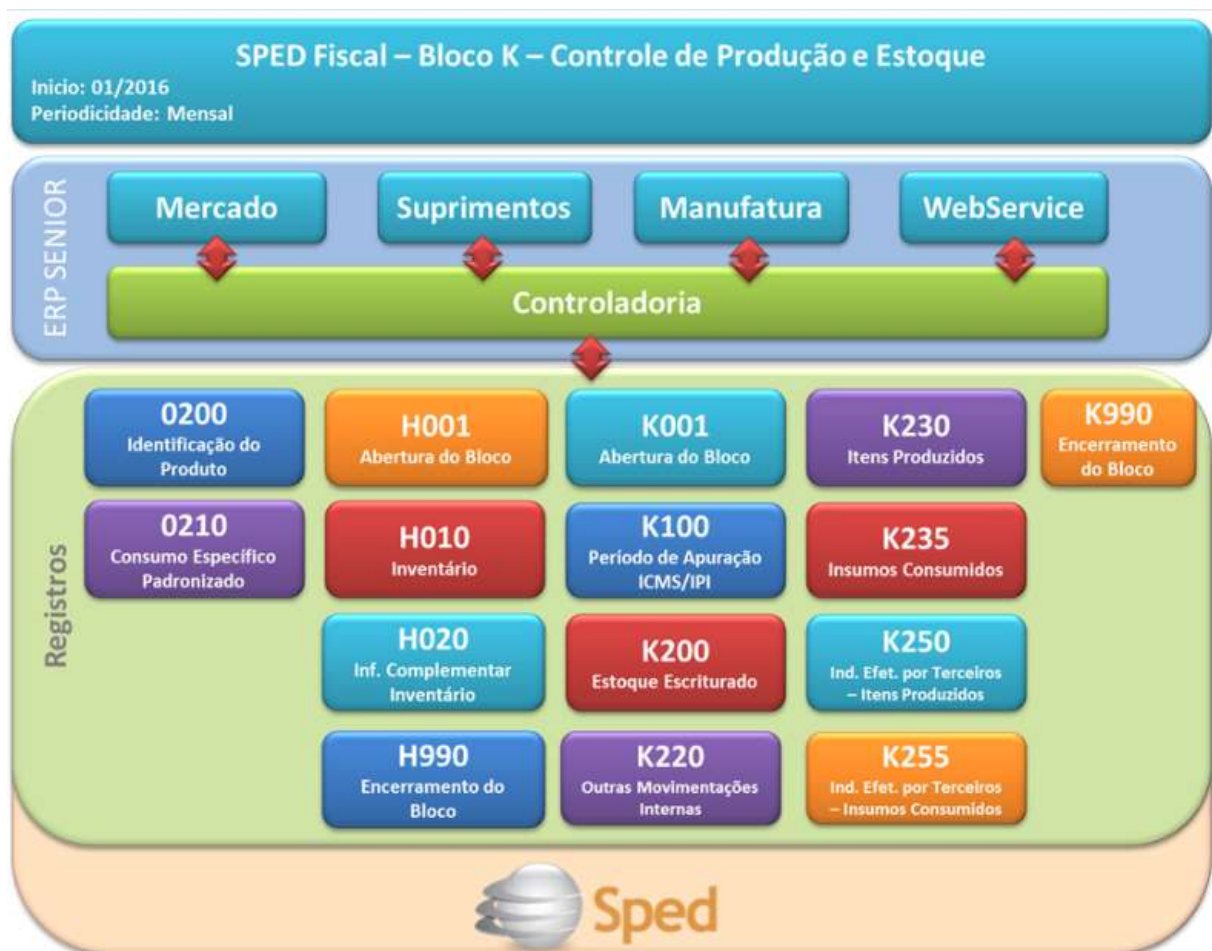 SPED Fiscal – Bloco K – Controle de Produção e Estoque
Inicio: 01/2016
Periodicidade: Mensal
ERP SENIOR
Mercado
Suprimentos
Manufatura
WebService
Controladoria
Registros
0200
Identificação do
Produto
H001
Abertura do Bloco
K001
Abertura do Bloco
K230
Itens Produzidos
K990
Encerramento
do Bloco
0210
Consumo Específico
Padronizado
H010
Inventário
K100
Período de Apuração
ICMS/IPI
K235
Insumos Consumidos
H020
Inf. Complementar
Inventário
K200
Estoque Escriturado
K250
Ind. Efet. por Terceiros
– Itens Produzidos
H990
Encerramento do
Bloco
K220
Outras Movimentações
Internas
K255
Ind. Efet. por Terceiros
– Insumos Consumidos
Sped